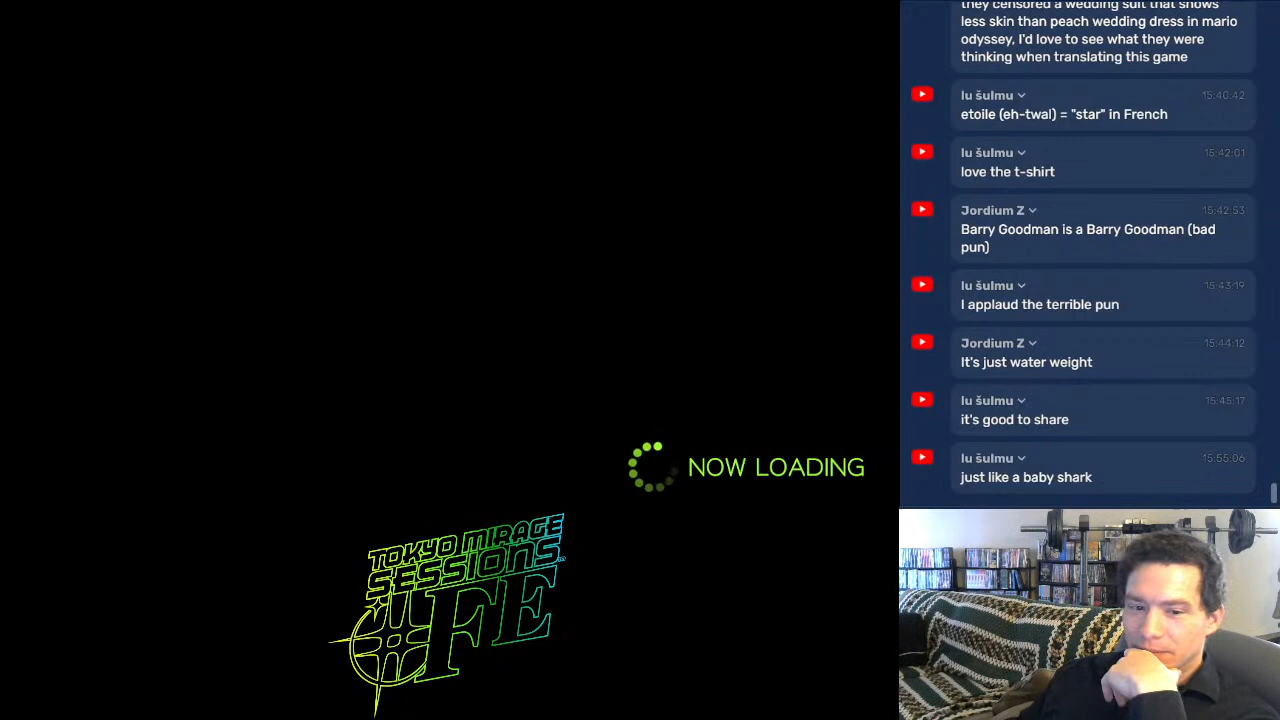 they censored a wedding suit that shows
less skin than peach wedding dress in mario
odyssey, I'd love to see what they were
thinking when translating this game
lu šulmu 15:40:42
etoile (eh-twal) = "star" in French
lu šulmu 15:42:01
love the t-shirt
Jordium Z 15:42:53
Barry Goodman is a Barry Goodman (bad
pun)
lu šulmu 15:43:19
I applaud the terrible pun
Jordium Z 15:44:12
It's just water weight
lu šulmu 15:45:17
it's good to share
lu šulmu 15:55:06
just like a baby shark
NOW LOADING
TOKYO MIRAGE
SESSIONS
#FE